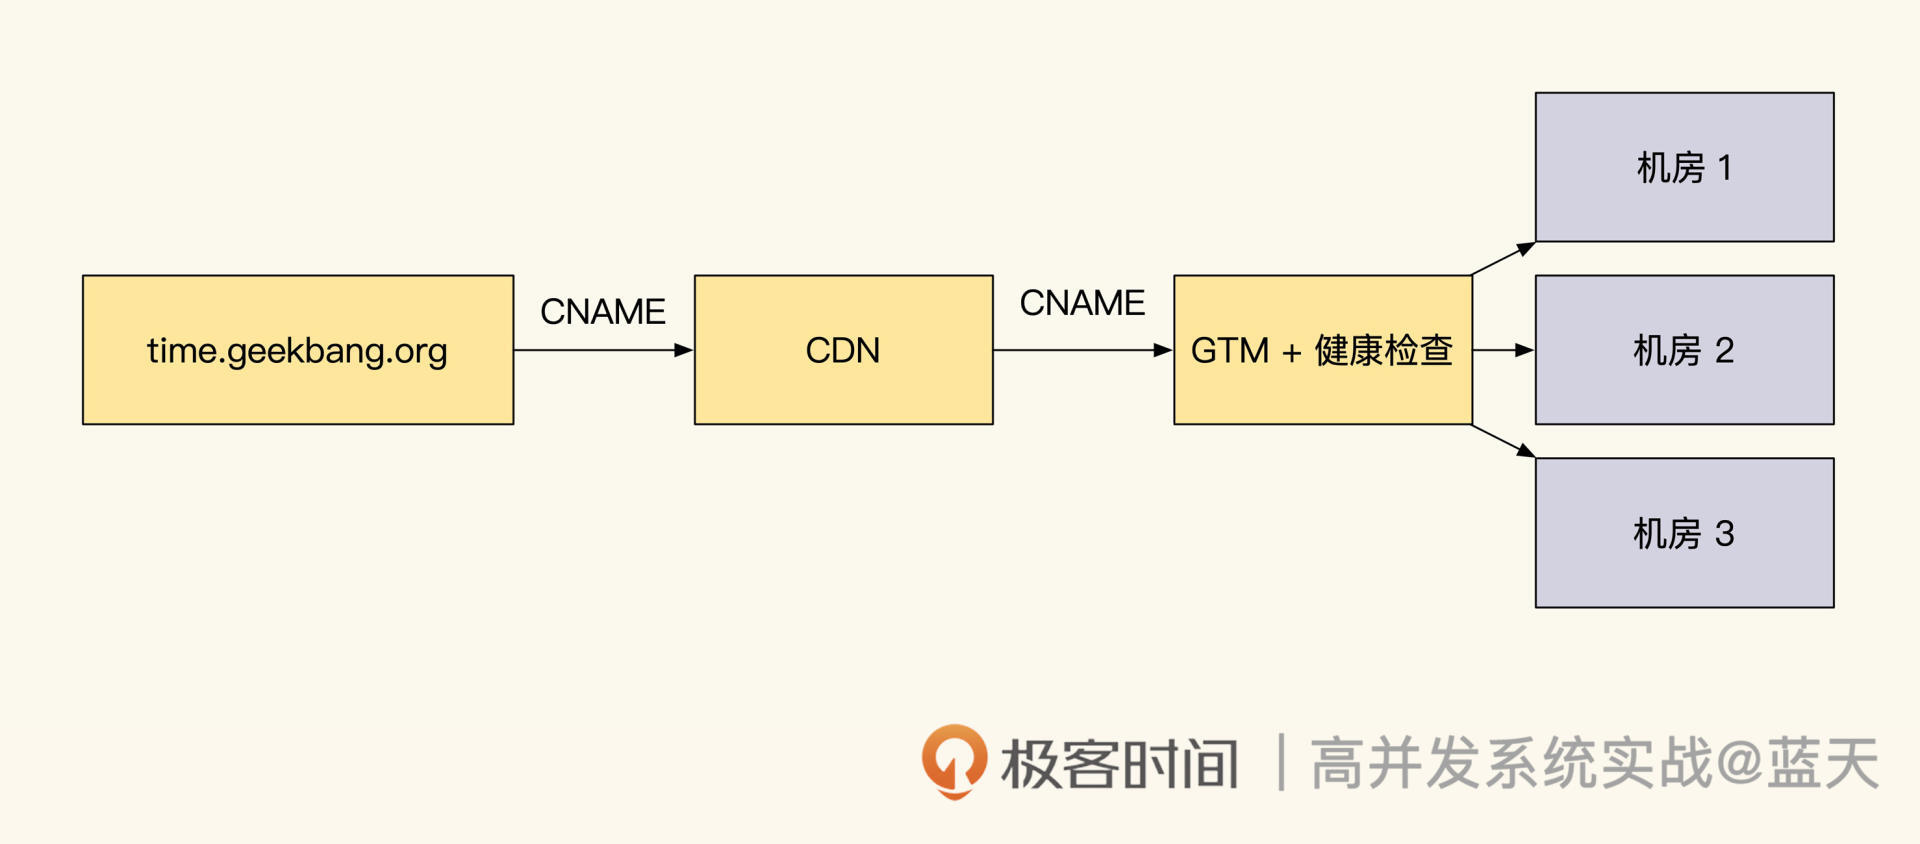 time.geekbang.org
CNAME
CDN
CNAME
GTM + 健康检查
机房 1
机房 2
机房 3
极客时间 | 高并发系统实战@蓝天